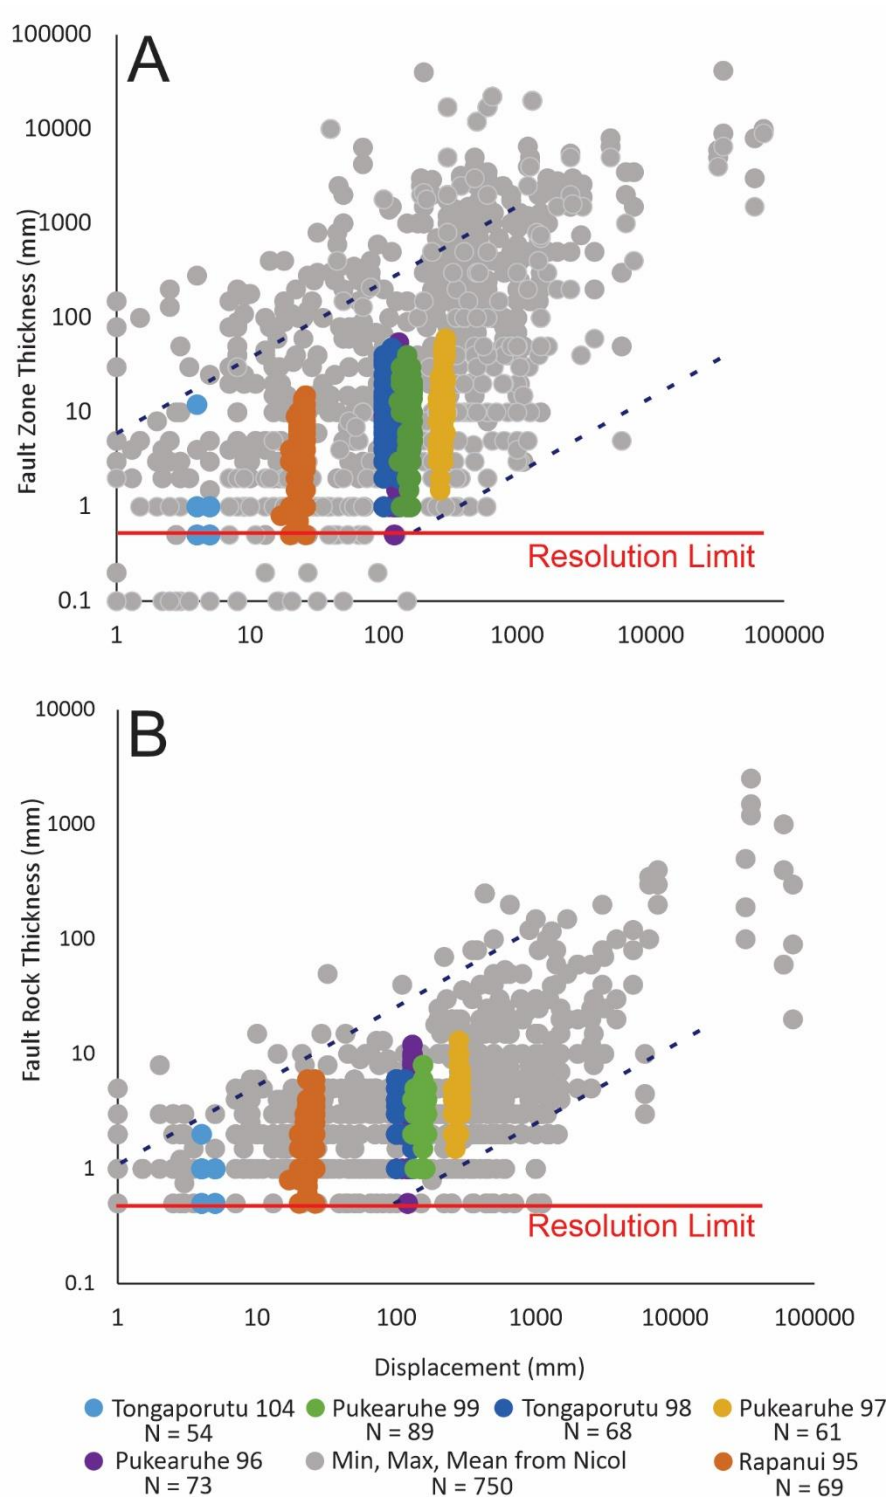 100000
A
10000
1000
100
10
1
0.1
Fault Zone Thickness (mm)
Resolution Limit
1 10 100 1000 10000 100000
10000
B
1000
100
10
1
0.1
Fault Rock Thickness (mm)
Resolution Limit
1 10 100 1000 10000 100000
Displacement (mm)
Tongaporutu 104 Pukearuhe 99 Tongaporutu 98 Pukearuhe 97
N = 54 N = 89 N = 68 N = 61
Pukearuhe 96 Min, Max, Mean from Nicol Rapanui 95
N = 73 N = 750 N = 69